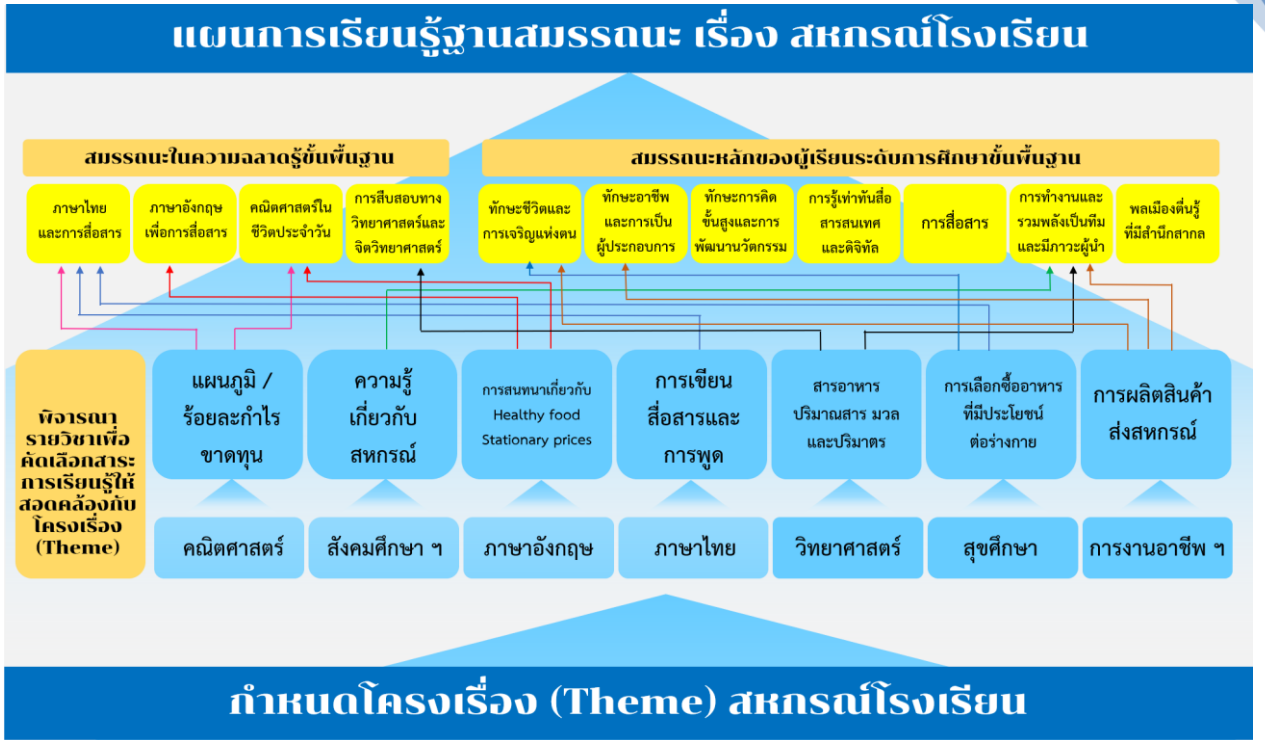 แผนการเรียนรู้ฐานสมรรถนะ เรื่อง สหกรณ์โรงเรียน
สมรรถนะในความฉลาดรู้ขั้นพื้นฐาน
สมรรถนะหลักของผู้เรียนระดับการศึกษาขั้นพื้นฐาน
ภาษาไทย
และการสื่อสาร
ภาษาอังกฤษ
เพื่อการสื่อสาร
คณิตศาสตร์ใน
ชีวิตประจำวัน
การสืบสอบทาง
วิทยาศาสตร์และ
จิตวิทยาศาสตร์
ทักษะชีวิตและ
การเจริญแห่งตน
ทักษะอาชีพ
และการเป็น
ผู้ประกอบการ
ทักษะการคิด
ขั้นสูงและการ
พัฒนานวัตกรรม
การรู้เท่าทันสื่อ
สารสนเทศ
และดิจิทัล
การสื่อสาร
การทำงานและ
รวมพลังเป็นทีม
และมีภาวะผู้นำ
พลเมืองตื่นรู้
ที่มีสำนึกสากล
พิจารณา
รายวิชาเพื่อ
คัดเลือกสาระ
การเรียนรู้ให้
สอดคล้องกับ
โครงเรื่อง
(Theme)
แผนภูมิ /
ร้อยละกำไร
ขาดทุน
ความรู้
เกี่ยวกับ
สหกรณ์
การสนทนาเกี่ยวกับ
Healthy food
Stationary prices
การเขียน
สื่อสารและ
การพูด
สารอาหาร
ปริมาณสาร มวล
และปริมาตร
การเลือกซื้ออาหาร
ที่มีประโยชน์
ต่อร่างกาย
การผลิตสินค้า
ส่งสหกรณ์
คณิตศาสตร์
สังคมศึกษา ฯ
ภาษาอังกฤษ
ภาษาไทย
วิทยาศาสตร์
สุขศึกษา
การงานอาชีพ ฯ
กำหนดโครงเรื่อง (Theme) สหกรณ์โรงเรียน